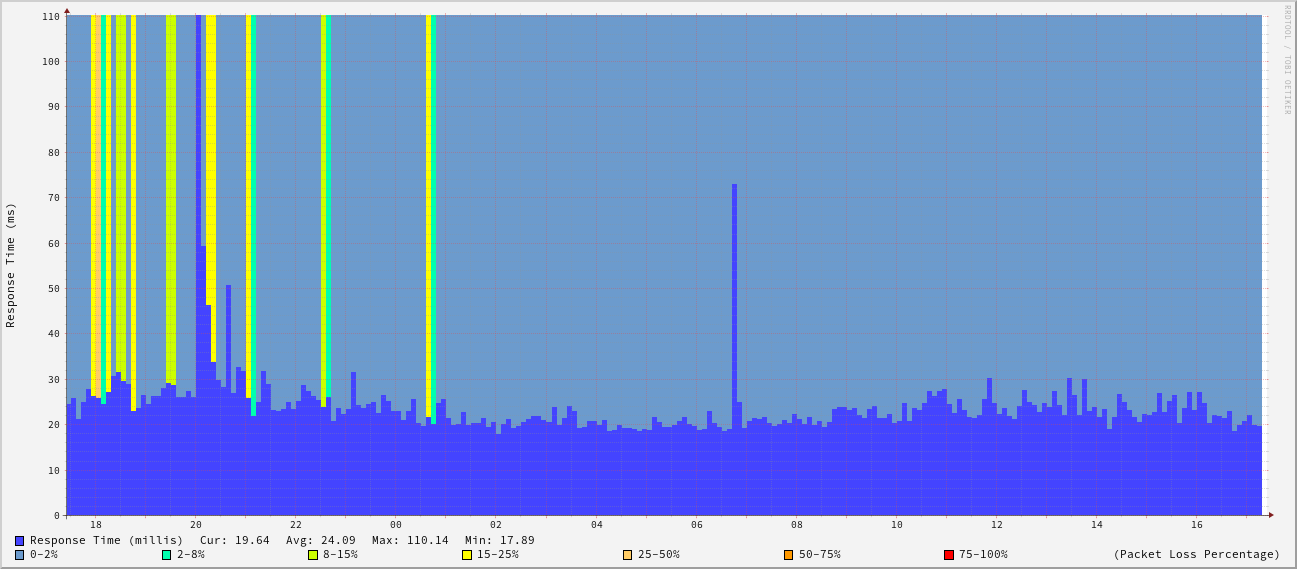 110
100
90
80
70
60
50
40
30
20
10
0
Response Time (ms)
RRDTOOL / TOBI OETIKER
18 20 22 00 02 04 06 08 10 12 14 16
Response Time (millis) Cur: 19.64 Avg: 24.09 Max: 110.14 Min: 17.89
0-2% 2-8% 8-15% 15-25% 25-50% 50-75% 75-100% (Packet Loss Percentage)